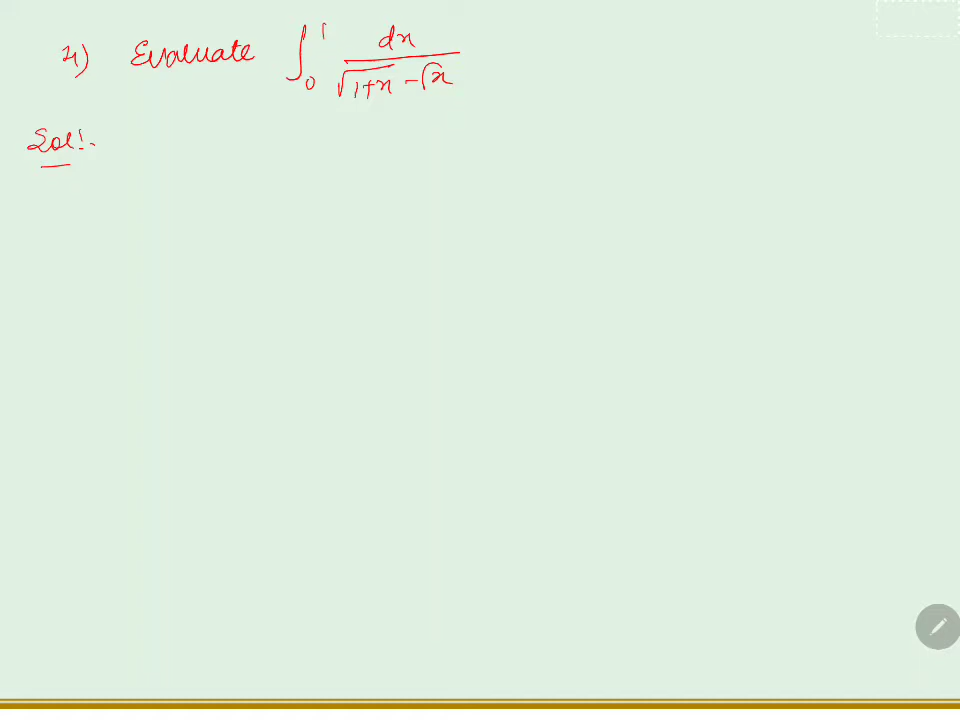 4) Evaluate ∫₀¹ dx / (√(1+x) - √x)
Sol:-